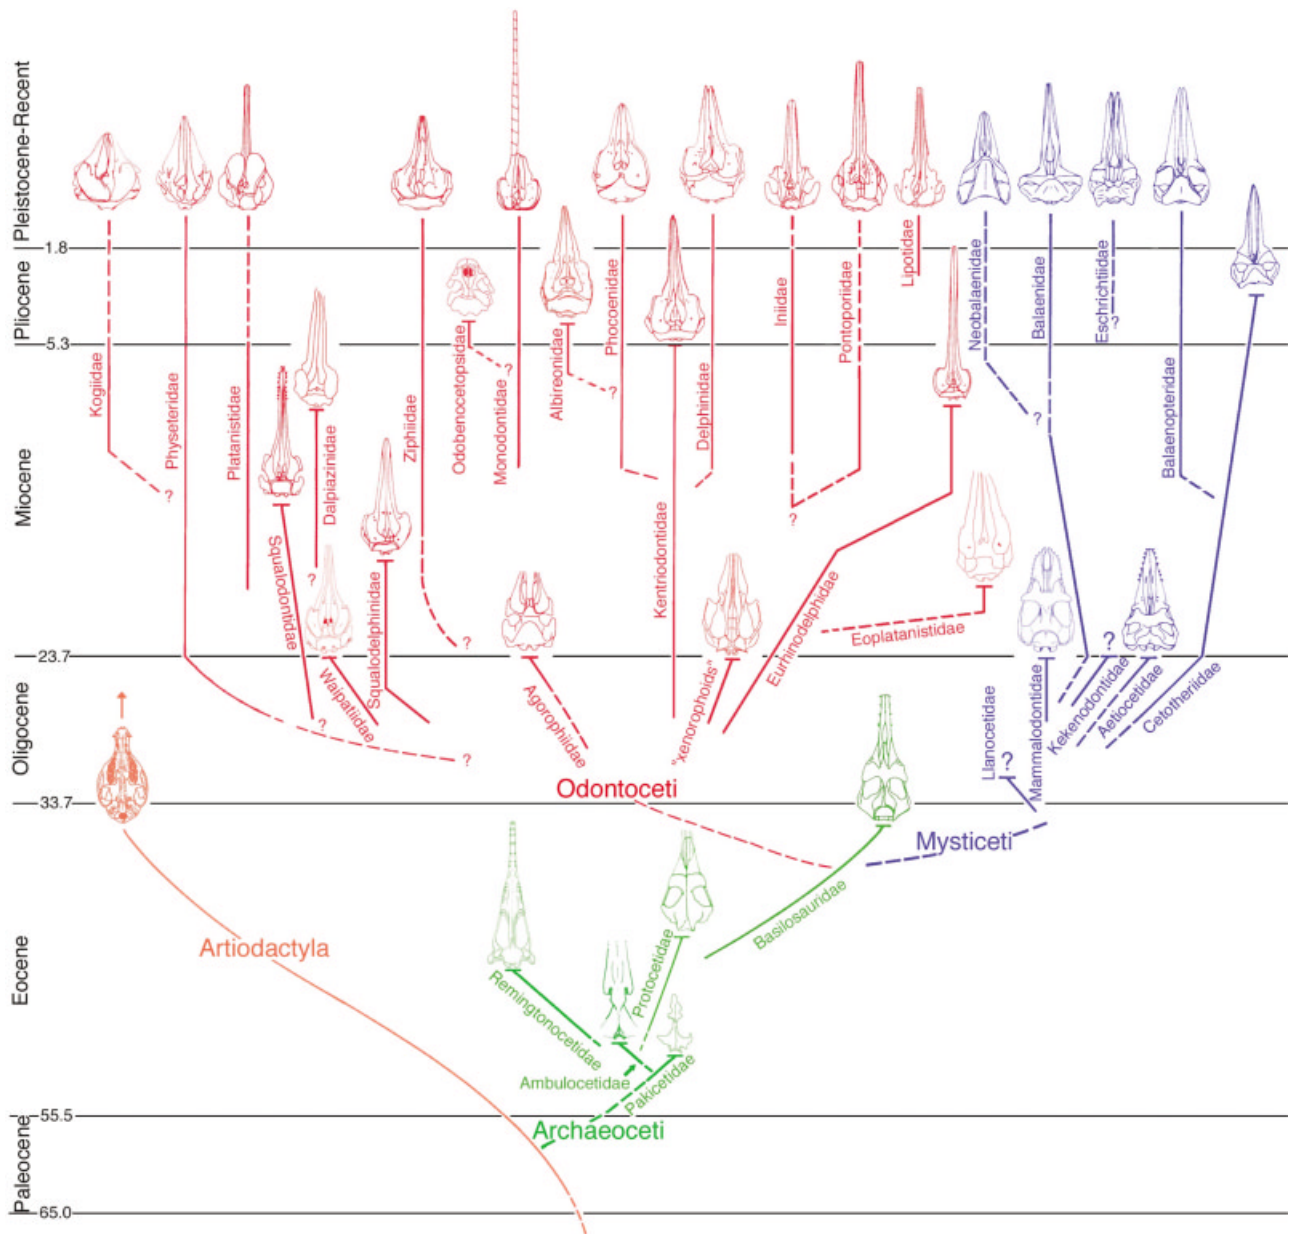 Pleistocene-Recent
1.8
Pliocene
5.3
Miocene
23.7
Oligocene
33.7
Eocene
55.5
Paleocene
65.0
Kogiidae
?
Physeteridae
?
Platanistidae
Squalodontidae
?
Dalpiazinidae
?
Waipatiidae
Squalodelphinidae
Ziphiidae
?
Odobenocetopsidae
?
Monodontidae
Agorophiidae
Albireonidae
?
Phocoenidae
Kentriodontidae
Delphinidae
"xenorophoids"
Eurhinodelphidae
Iniidae
?
Pontoporiidae
Lipotidae
Eoplatanistidae
Odontoceti
Neobalaenidae
?
Balaenidae
Eschrichtiidae
?
Balaenopteridae
Llanocetidae
?
Mammalodontidae
Kekenodontidae
?
Aetiocetidae
Cetotheriidae
Mysticeti
Artiodactyla
Remingtonocetidae
Ambulocetidae
Protocetidae
Pakicetidae
Basilosauridae
Archaeoceti